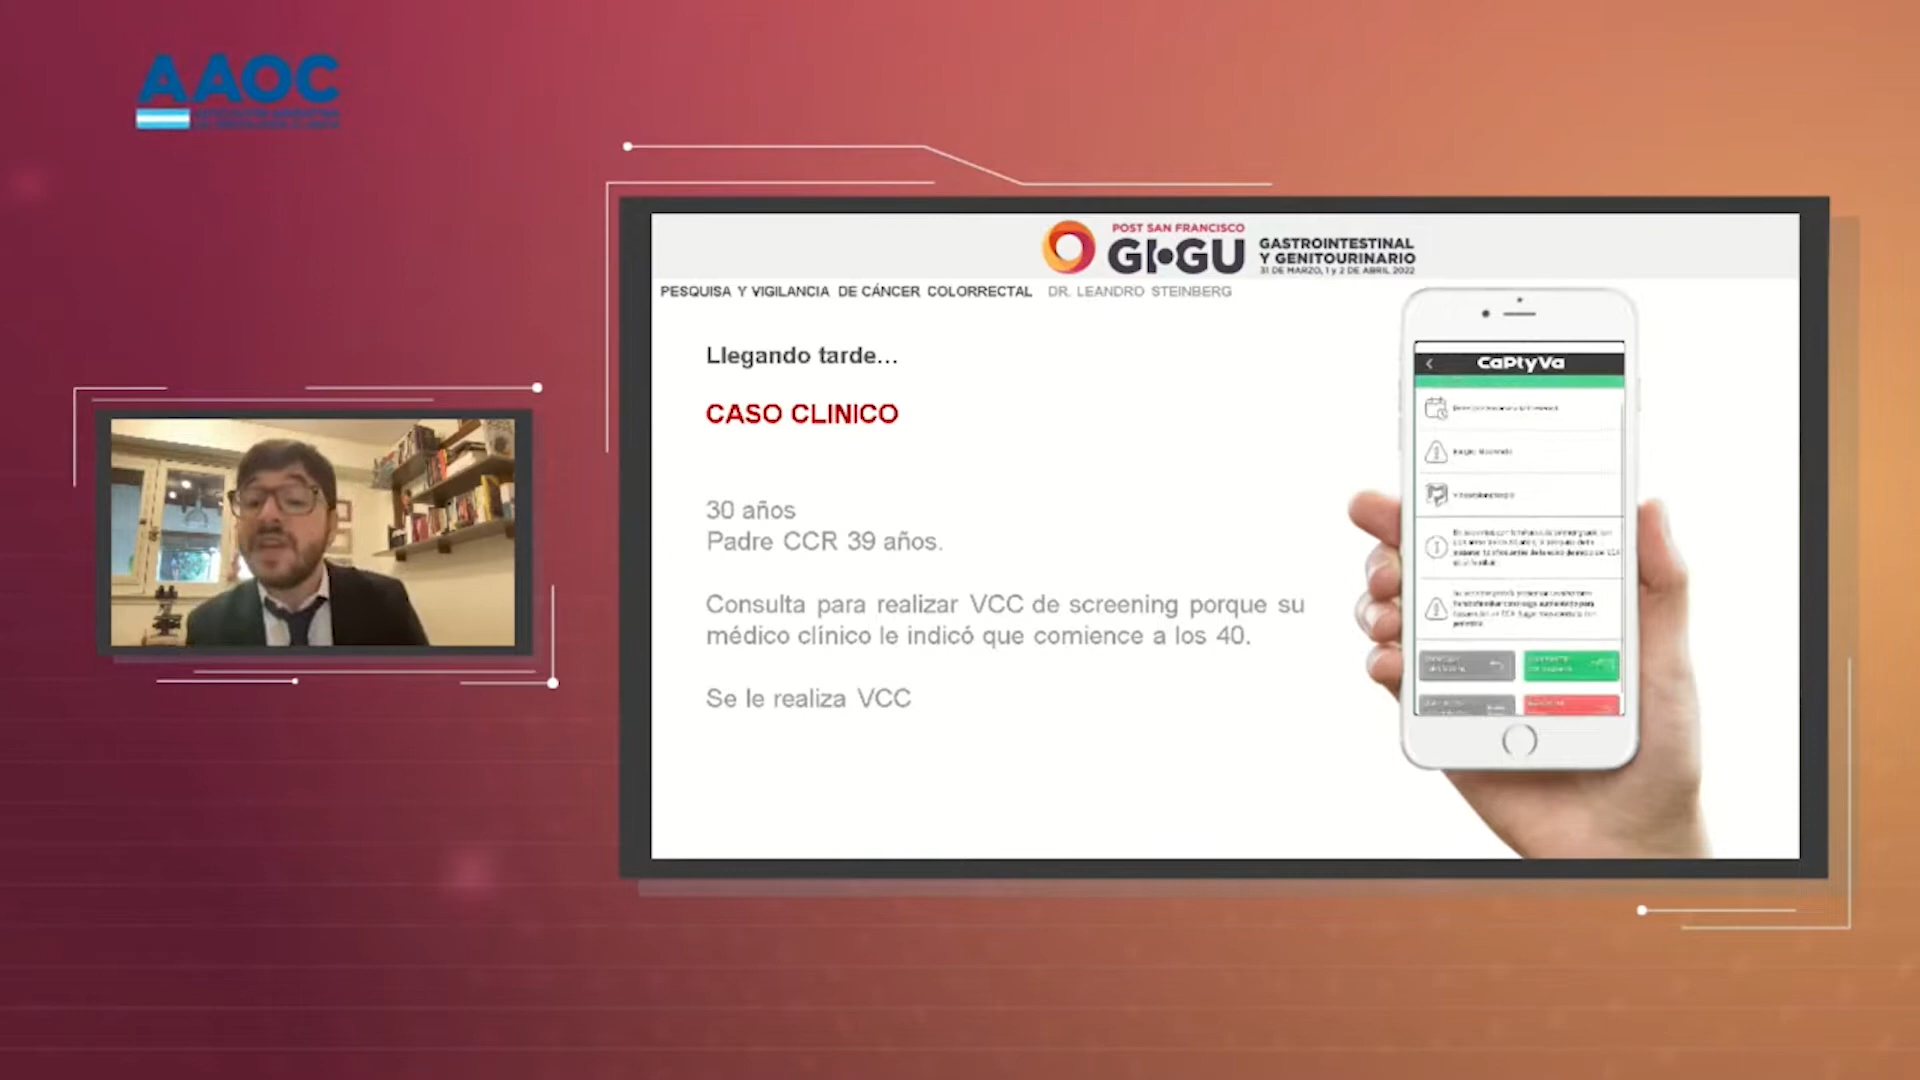 AAOC
POST SAN FRANCISCO
GI•GU
GASTROINTESTINAL
Y GENITOURINARIO
31 DE MARZO, 1 y 2 DE ABRIL 2022
PESQUISA Y VIGILANCIA DE CÁNCER COLORRECTAL DR. LEANDRO STEINBERG
Llegando tarde...
CASO CLINICO
30 años
Padre CCR 39 años.
Consulta para realizar VCC de screening porque su
médico clínico le indicó que comience a los 40.
Se le realiza VCC
CaPtyVa